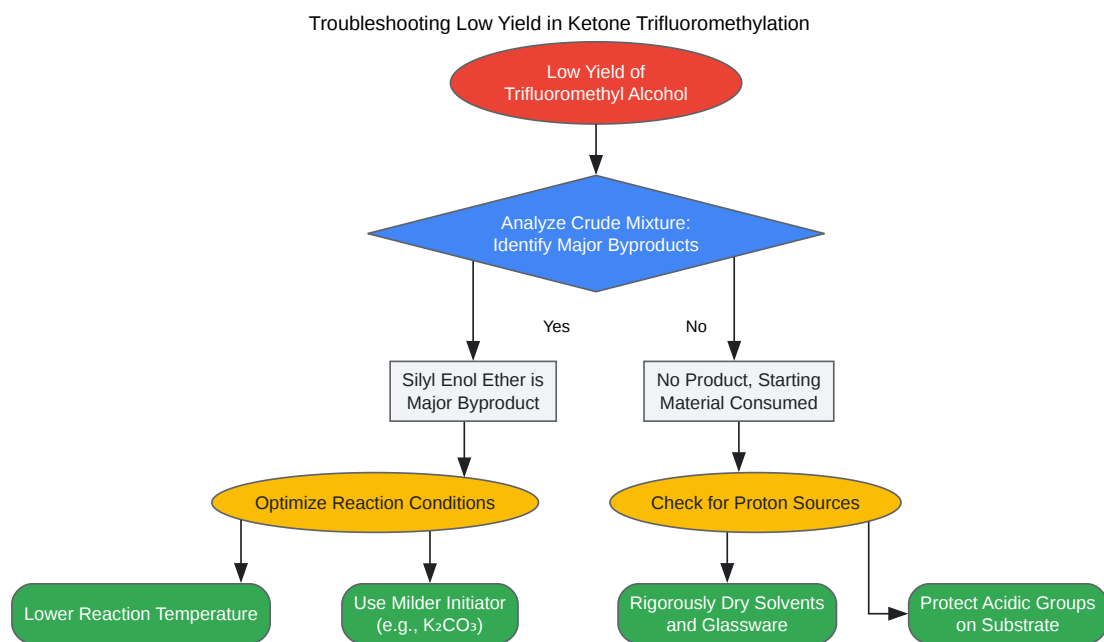 Troubleshooting Low Yield in Ketone Trifluoromethylation
Low Yield of
Trifluoromethyl Alcohol
Analyze Crude Mixture:
Identify Major Byproducts
Yes
No
Silyl Enol Ether is
Major Byproduct
No Product, Starting
Material Consumed
Optimize Reaction Conditions
Check for Proton Sources
Lower Reaction Temperature
Use Milder Initiator
(e.g., K₂CO₃)
Rigorously Dry Solvents
and Glassware
Protect Acidic Groups
on Substrate